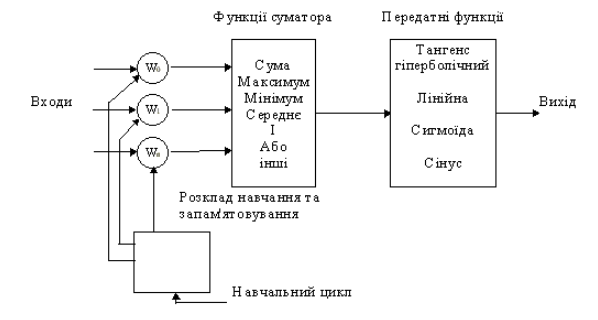 Функції суматора
Передатні функції
W₀
W₁
Wₙ
Входи
Сума
Максимум
Мінімум
Середнє
І
Або
інші
Тангенс
гіперболічний
Лінійна
Сигмоїда
Сінус
Вихід
Розклад навчання та
запам'ятовування
Навчальний цикл